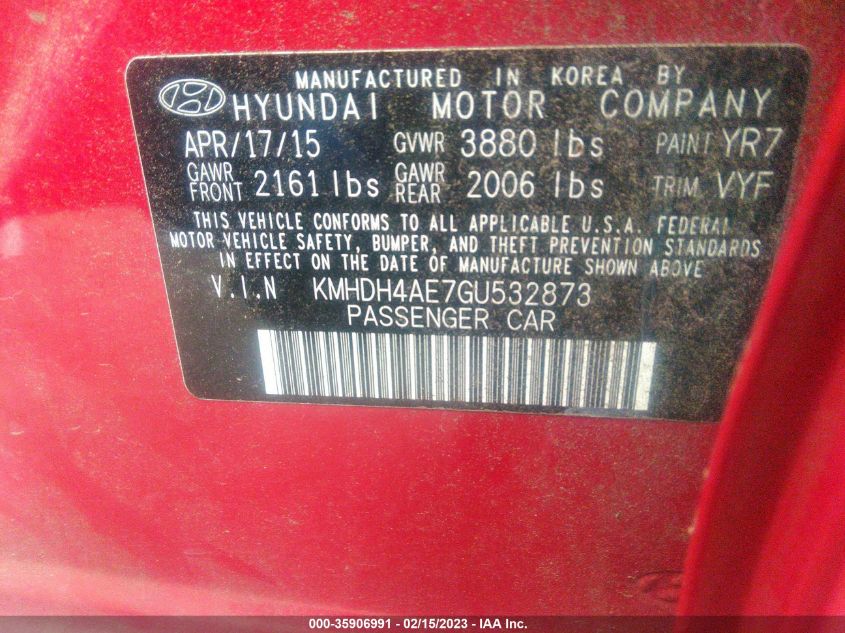 MANUFACTURED IN KOREA BY
HYUNDAI MOTOR COMPANY
APR/17/15 GVWR 3880 lbs PAINT YR7
GAWR FRONT 2161 lbs GAWR REAR 2006 lbs TRIM VYF
THIS VEHICLE CONFORMS TO ALL APPLICABLE U.S.A. FEDERAL
MOTOR VEHICLE SAFETY, BUMPER, AND THEFT PREVENTION STANDARDS
IN EFFECT ON THE DATE OF MANUFACTURE SHOWN ABOVE
V.I.N KMHDH4AE7GU532873
PASSENGER CAR
000-35906991 - 02/15/2023 - IAA Inc.